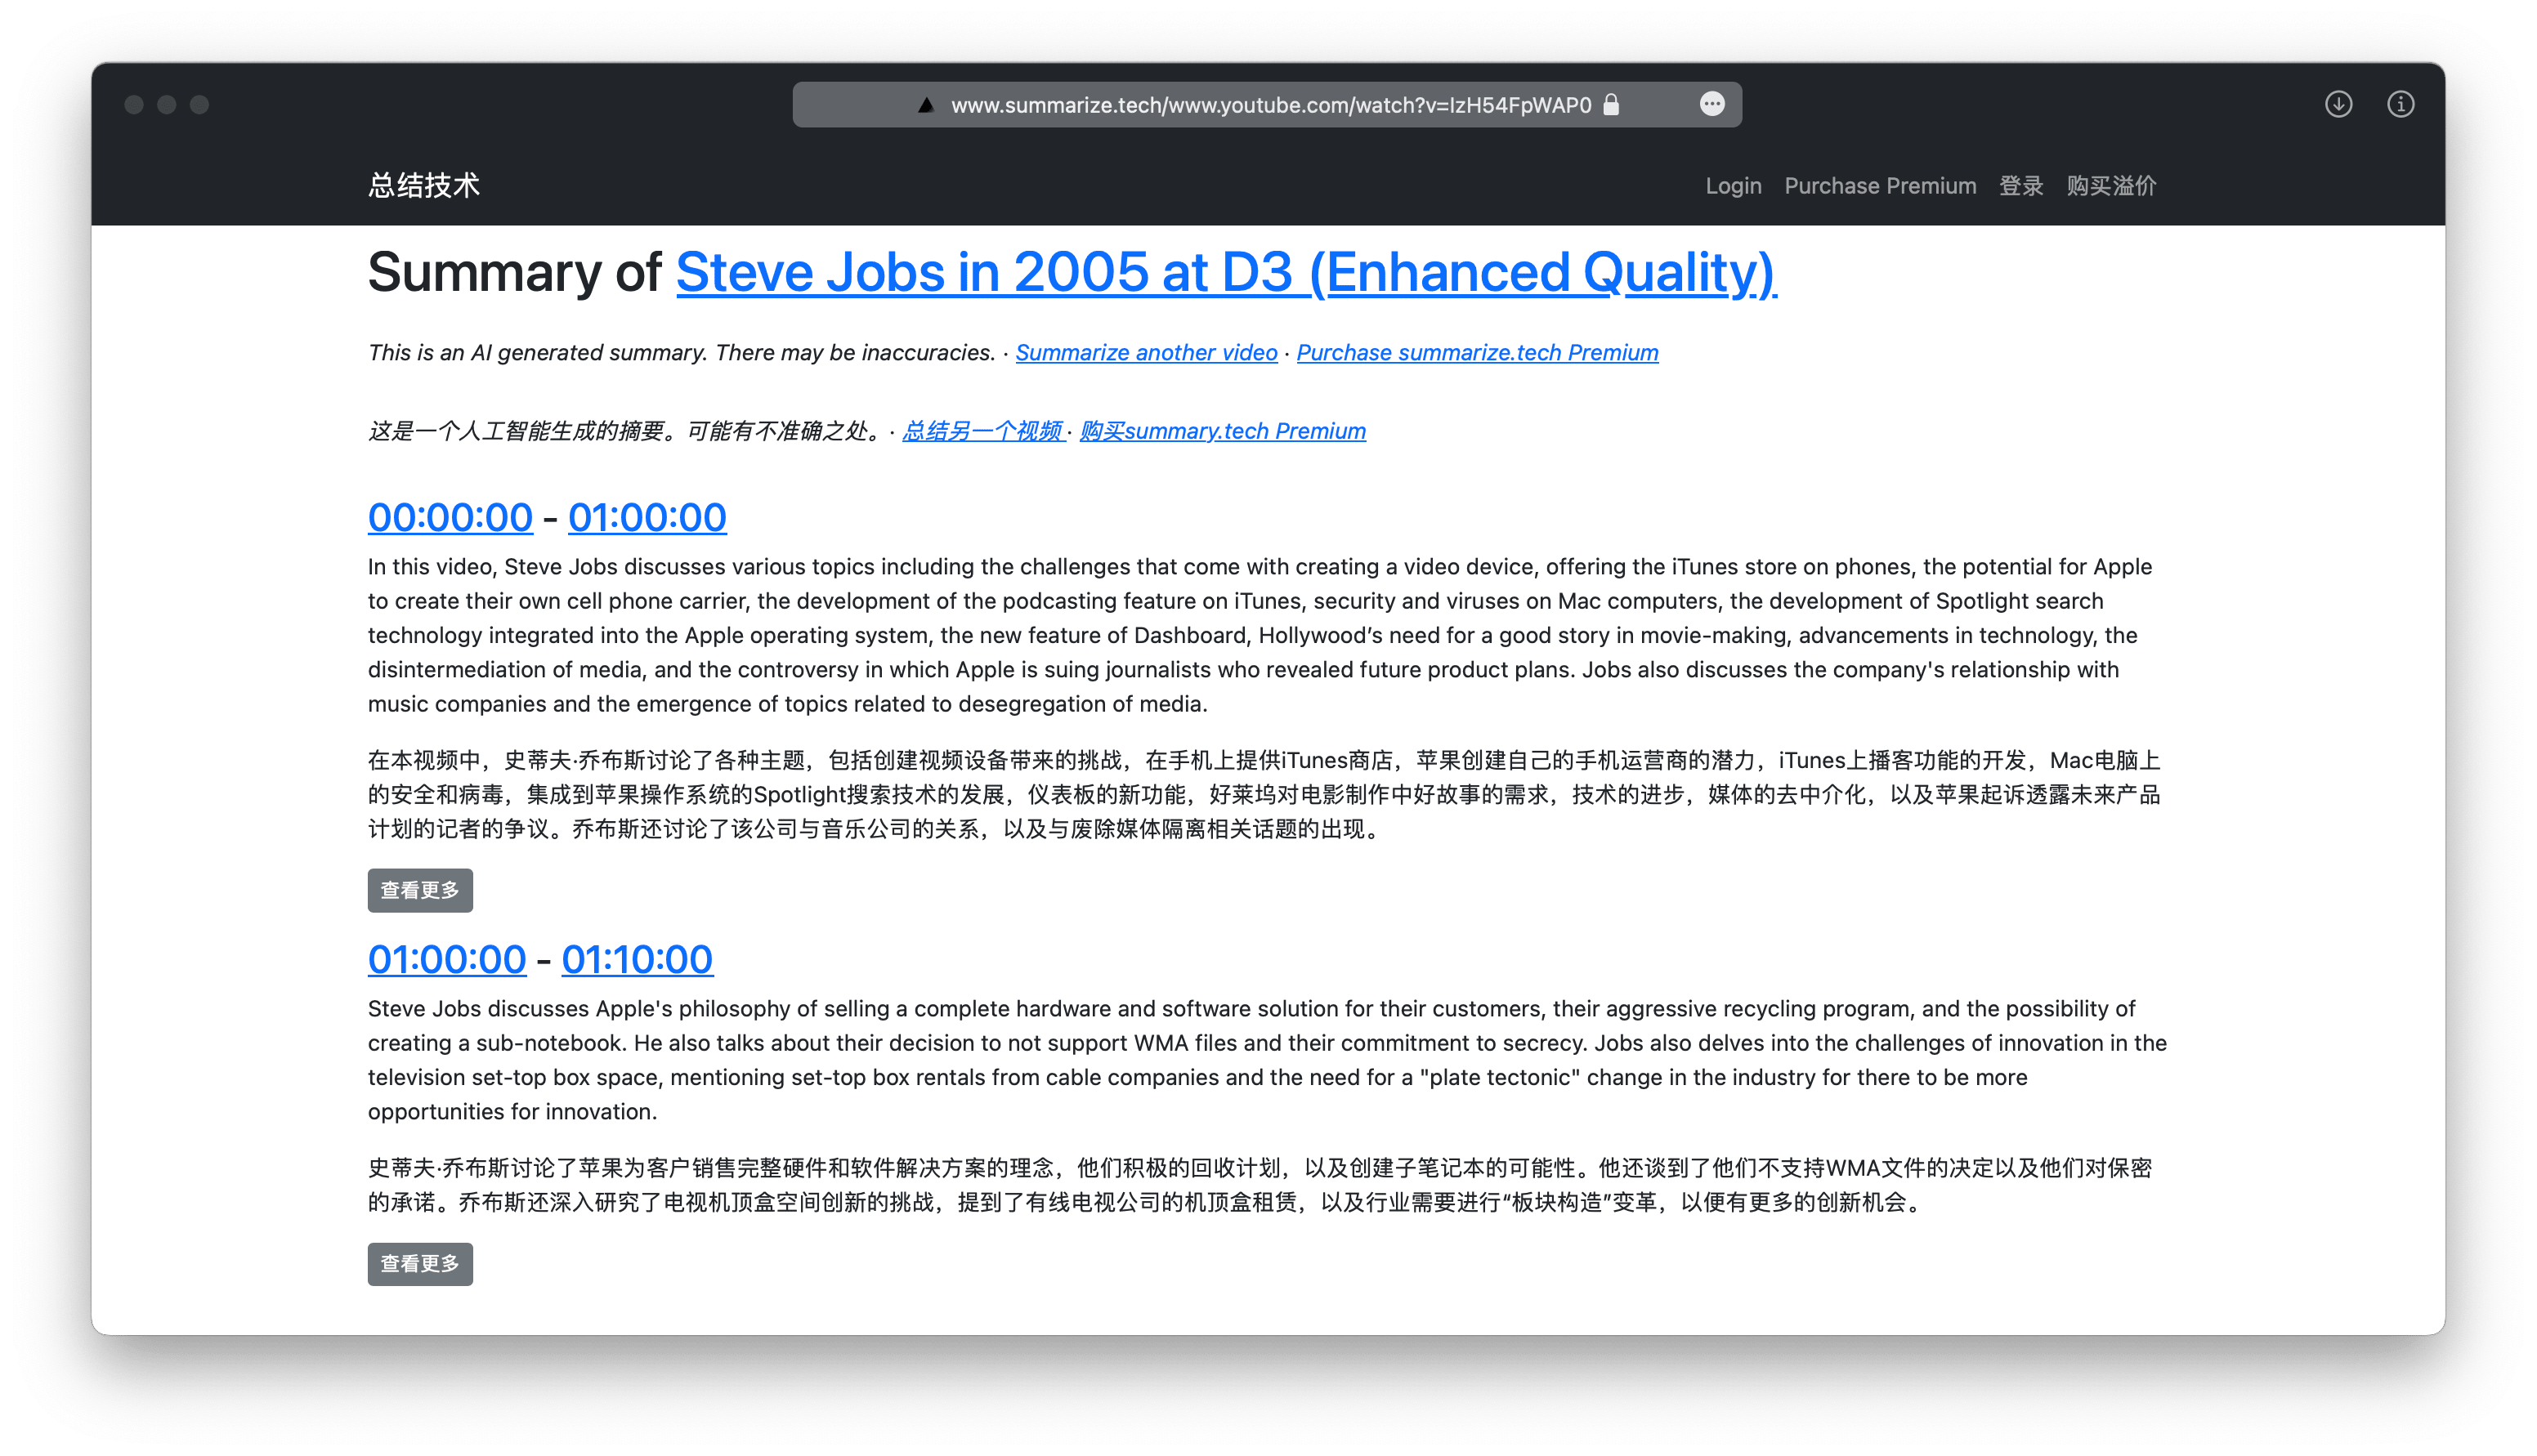 www.summarize.tech/www.youtube.com/watch?v=IzH54FpWAP0
总结技术
Login Purchase Premium 登录 购买溢价
Summary of Steve Jobs in 2005 at D3 (Enhanced Quality)
This is an AI generated summary. There may be inaccuracies. · Summarize another video · Purchase summarize.tech Premium
这是一个人工智能生成的摘要。可能有不准确之处。· 总结另一个视频 · 购买summary.tech Premium
00:00:00 - 01:00:00
In this video, Steve Jobs discusses various topics including the challenges that come with creating a video device, offering the iTunes store on phones, the potential for Apple
to create their own cell phone carrier, the development of the podcasting feature on iTunes, security and viruses on Mac computers, the development of Spotlight search
technology integrated into the Apple operating system, the new feature of Dashboard, Hollywood’s need for a good story in movie-making, advancements in technology, the
disintermediation of media, and the controversy in which Apple is suing journalists who revealed future product plans. Jobs also discusses the company's relationship with
music companies and the emergence of topics related to desegregation of media.
在本视频中，史蒂夫·乔布斯讨论了各种主题，包括创建视频设备带来的挑战，在手机上提供iTunes商店，苹果创建自己的手机运营商的潜力，iTunes上播客功能的开发，Mac电脑上
的安全和病毒，集成到苹果操作系统的Spotlight搜索技术的发展，仪表板的新功能，好莱坞对电影制作中好故事的需求，技术的进步，媒体的去中介化，以及苹果起诉透露未来产品
计划的记者的争议。乔布斯还讨论了该公司与音乐公司的关系，以及与废除媒体隔离相关话题的出现。
查看更多
01:00:00 - 01:10:00
Steve Jobs discusses Apple's philosophy of selling a complete hardware and software solution for their customers, their aggressive recycling program, and the possibility of
creating a sub-notebook. He also talks about their decision to not support WMA files and their commitment to secrecy. Jobs also delves into the challenges of innovation in the
television set-top box space, mentioning set-top box rentals from cable companies and the need for a "plate tectonic" change in the industry for there to be more
opportunities for innovation.
史蒂夫·乔布斯讨论了苹果为客户销售完整硬件和软件解决方案的理念，他们积极的回收计划，以及创建子笔记本的可能性。他还谈到了他们不支持WMA文件的决定以及他们对保密
的承诺。乔布斯还深入研究了电视机顶盒空间创新的挑战，提到了有线电视公司的机顶盒租赁，以及行业需要进行“板块构造”变革，以便有更多的创新机会。
查看更多